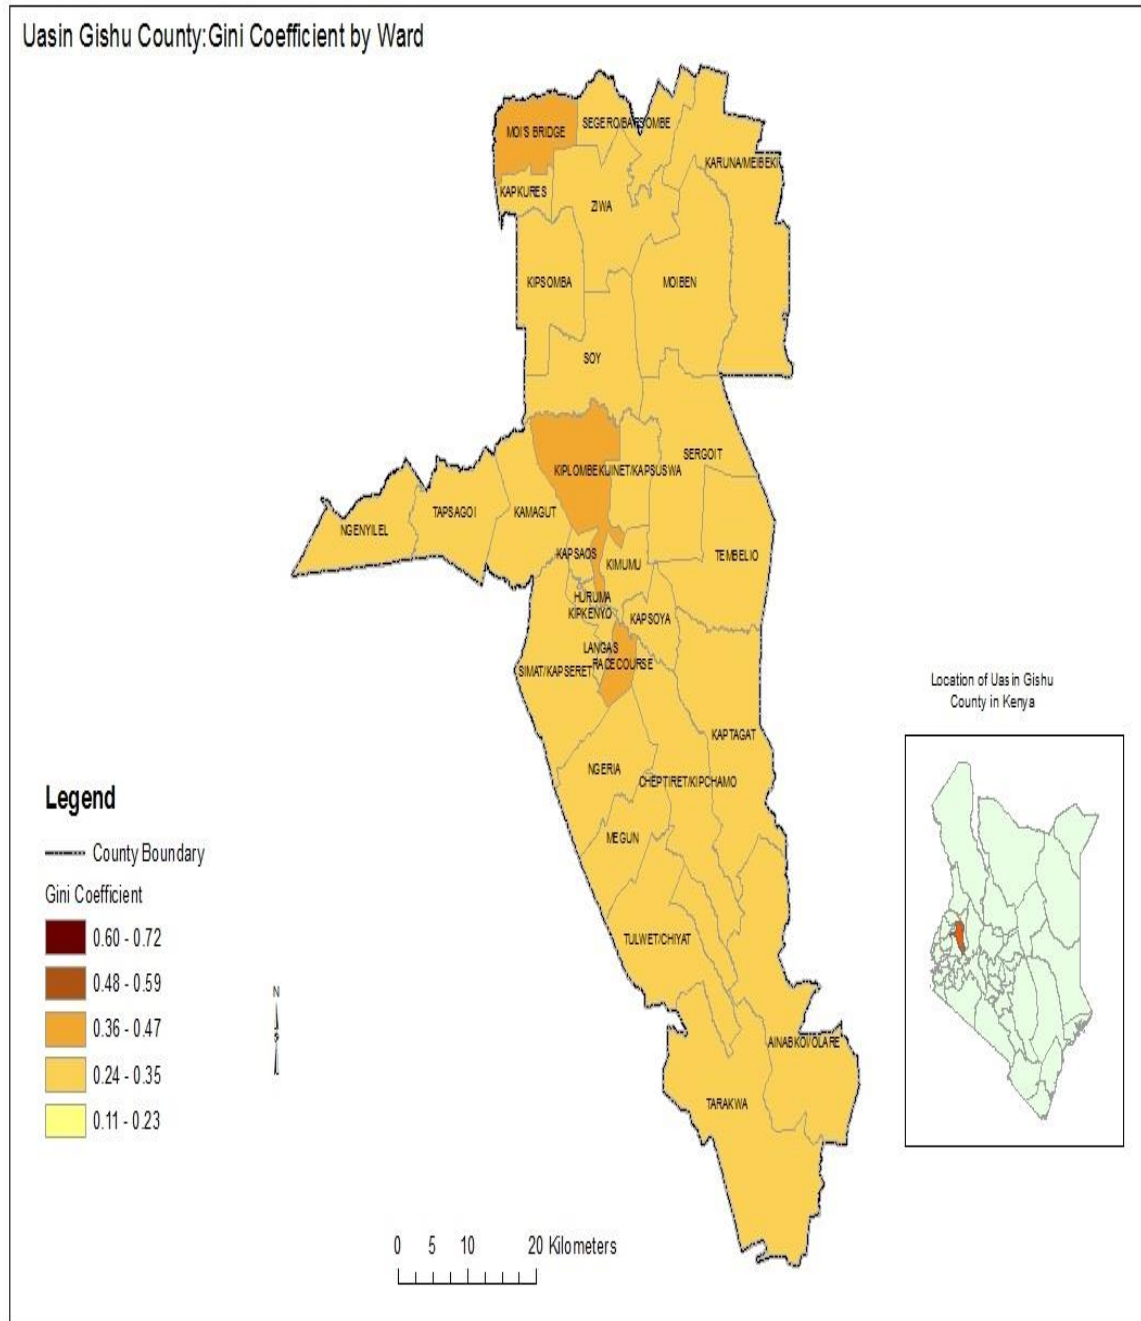 Uasin Gishu County:Gini Coefficient by Ward
SEGERO/BARSOMBE
MOI'S BRIDGE
KARUNA/MEIBEKI
KAPKURES
ZIWA
KIPSOMBA
MOIBEN
SOY
SERGOIT
KIPLOMBE
KUINET/KAPSUSWA
NGENYILEL
TAPSAGOI
KAMAGUT
KAPSAOS
KIMUMU
TEMBELIO
HURUMA
KIPKENYO
KAPSOYA
LANGAS
RACECOURSE
SIMAT/KAPSERET
KAPTAGAT
NGERIA
CHEPTIRET/KIPCHAMO
MEGUN
TULWET/CHIYAT
AINABKOI/OLARE
TARAKWA
Location of Uasin Gishu
County in Kenya
Legend
County Boundary
Gini Coefficient
0.60 - 0.72
0.48 - 0.59
0.36 - 0.47
0.24 - 0.35
0.11 - 0.23
N
0 5 10 20 Kilometers